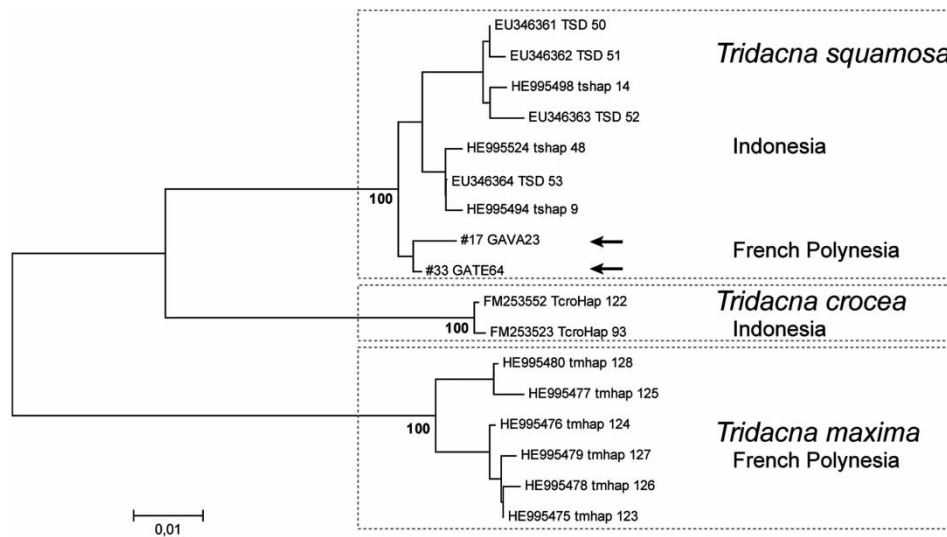 EU346361 TSD 50
EU346362 TSD 51
Tridacna squamosa
HE995498 tshap 14
EU346363 TSD 52
HE995524 tshap 48
Indonesia
EU346364 TSD 53
HE995494 tshap 9
100
#17 GAVA23
French Polynesia
#33 GATE64
FM253552 TcroHap 122
Tridacna crocea
100
FM253523 TcroHap 93
Indonesia
HE995480 tmhap 128
HE995477 tmhap 125
100
HE995476 tmhap 124
Tridacna maxima
HE995479 tmhap 127
French Polynesia
HE995478 tmhap 126
HE995475 tmhap 123
0,01